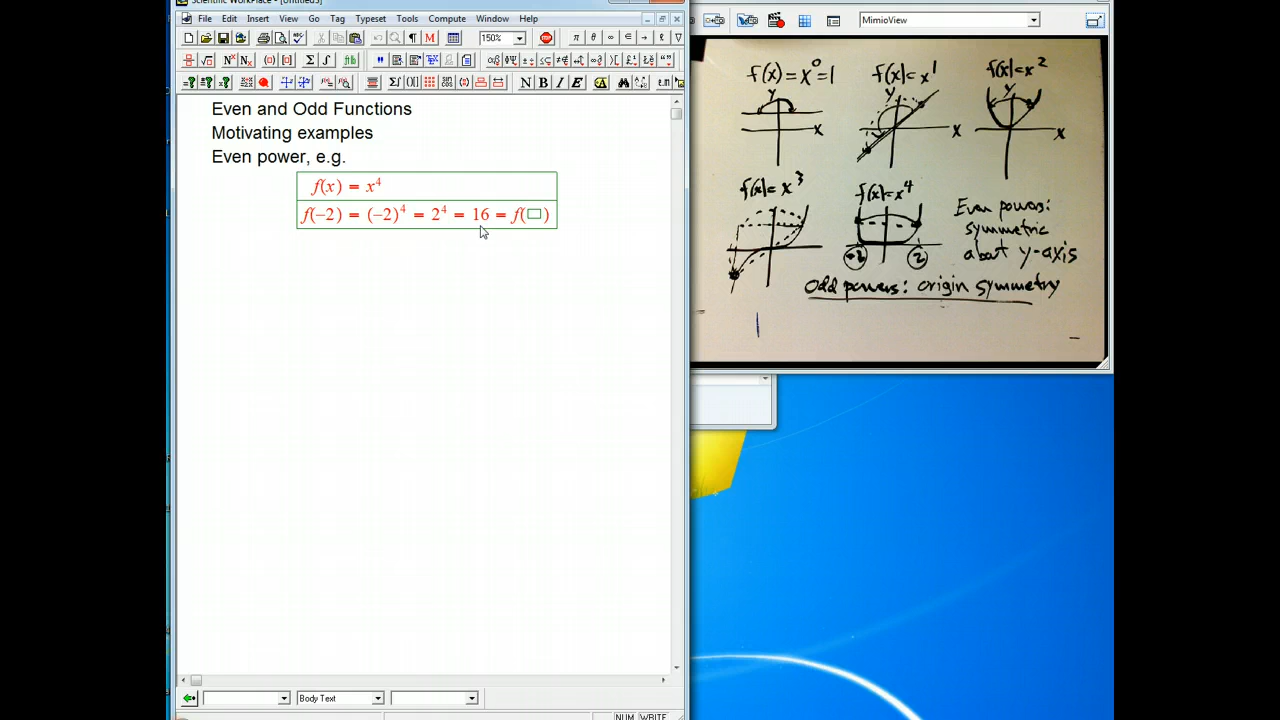 Scientific WorkPlace - [Untitled3]
File Edit Insert View Go Tag Typeset Tools Compute Window Help
150%
Even and Odd Functions
Motivating examples
Even power, e.g.
f(x) = x⁴
f(−2) = (−2)⁴ = 2⁴ = 16 = f(□)
Body Text
NUM WRITE
MimioView
f(x) = x⁰ = 1
f(x) = x¹
f(x) = x²
y
x
y
x
y
x
f(x) = x³
f(x) = x⁴
-2
2
Even powers:
symmetric
about y-axis
Odd powers: origin symmetry